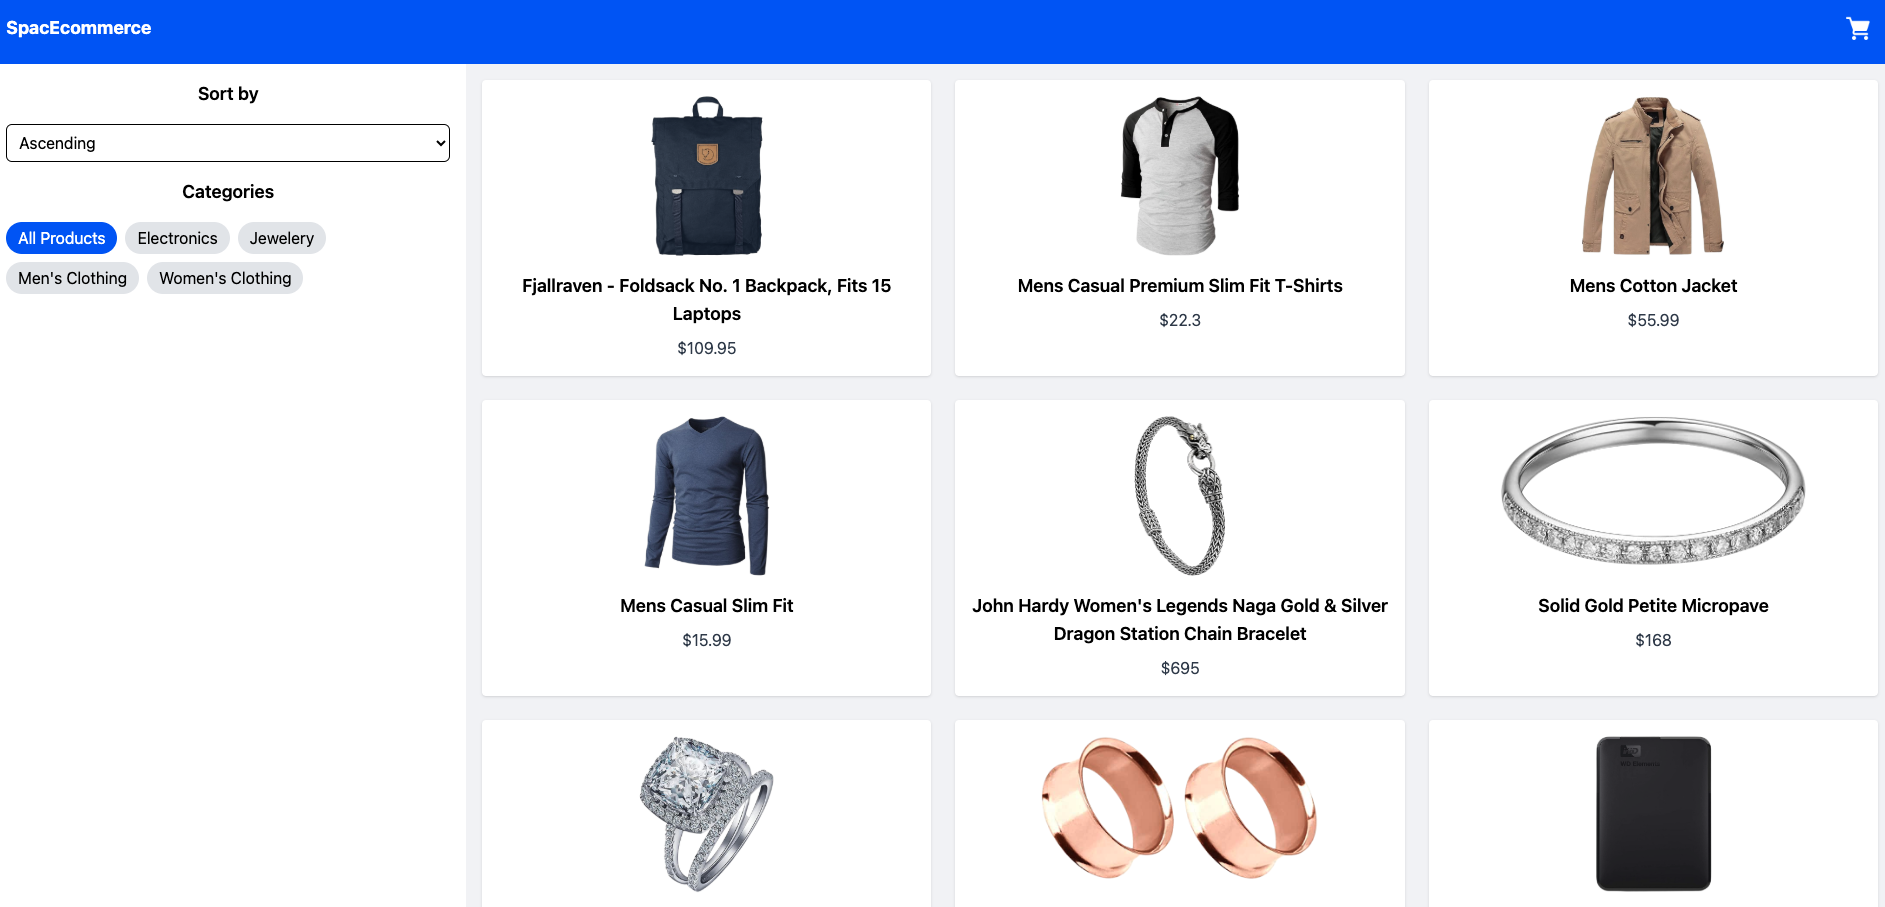 SpacEcommerce
Sort by
Ascending
Categories
All Products
Electronics
Jewelery
Men's Clothing
Women's Clothing
Fjallraven - Foldsack No. 1 Backpack, Fits 15
Laptops
$109.95
Mens Casual Premium Slim Fit T-Shirts
$22.3
Mens Cotton Jacket
$55.99
Mens Casual Slim Fit
$15.99
John Hardy Women's Legends Naga Gold & Silver
Dragon Station Chain Bracelet
$695
Solid Gold Petite Micropave
$168